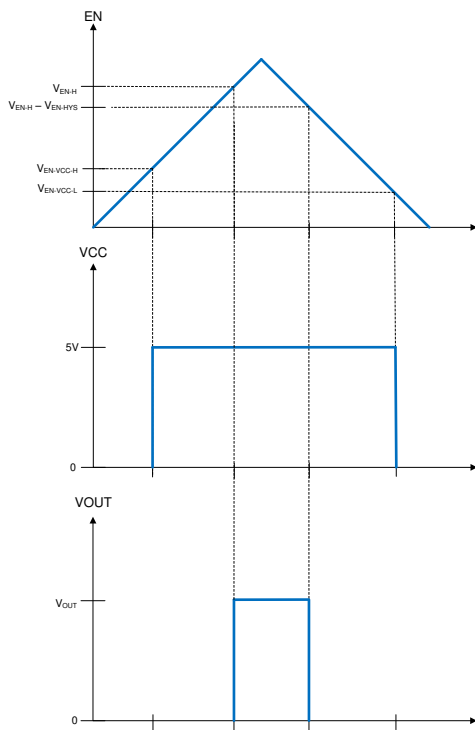 EN
VEN-H
VEN-H – VEN-HYS
VEN-VCC-H
VEN-VCC-L
VCC
5V
0
VOUT
VOUT
0